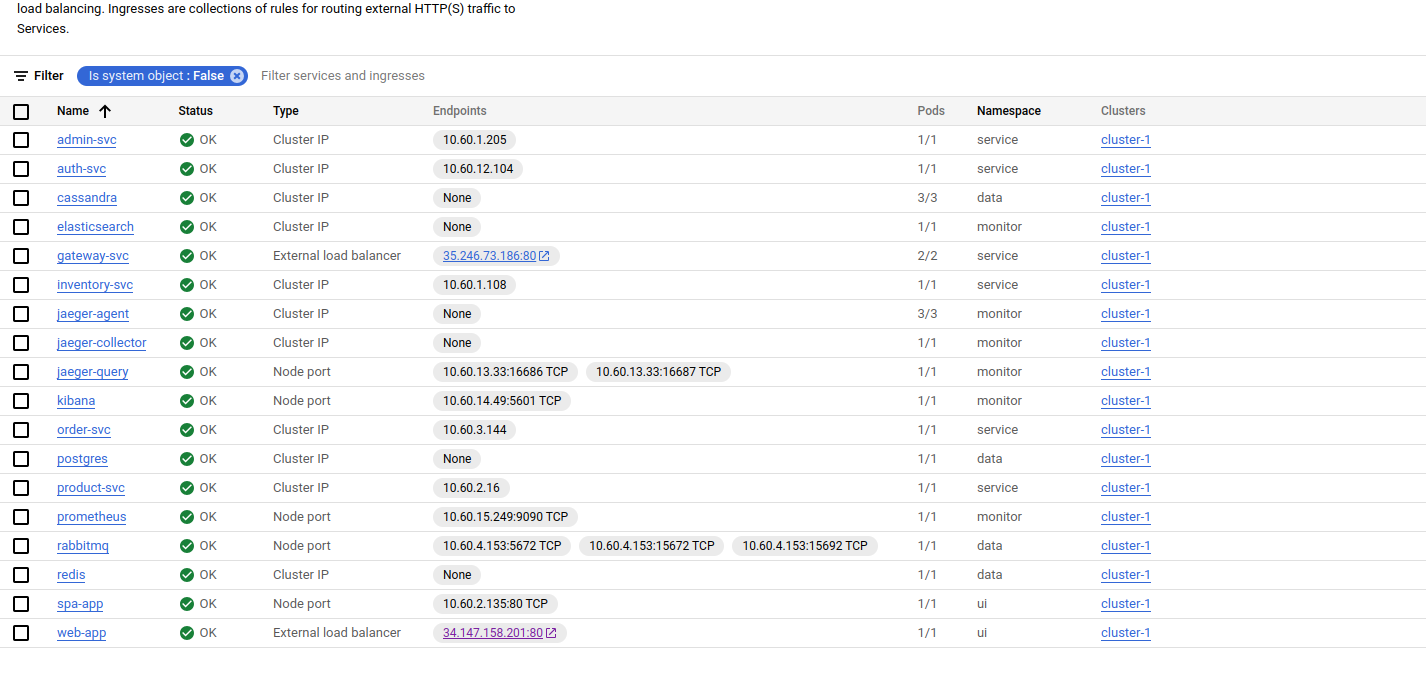 load balancing. Ingresses are collections of rules for routing external HTTP(S) traffic to
Services.
Filter Is system object : False Filter services and ingresses
Name Status Type Endpoints Pods Namespace Clusters
admin-svc OK Cluster IP 10.60.1.205 1/1 service cluster-1
auth-svc OK Cluster IP 10.60.12.104 1/1 service cluster-1
cassandra OK Cluster IP None 3/3 data cluster-1
elasticsearch OK Cluster IP None 1/1 monitor cluster-1
gateway-svc OK External load balancer 35.246.73.186:80 2/2 service cluster-1
inventory-svc OK Cluster IP 10.60.1.108 1/1 service cluster-1
jaeger-agent OK Cluster IP None 3/3 monitor cluster-1
jaeger-collector OK Cluster IP None 1/1 monitor cluster-1
jaeger-query OK Node port 10.60.13.33:16686 TCP 10.60.13.33:16687 TCP 1/1 monitor cluster-1
kibana OK Node port 10.60.14.49:5601 TCP 1/1 monitor cluster-1
order-svc OK Cluster IP 10.60.3.144 1/1 service cluster-1
postgres OK Cluster IP None 1/1 data cluster-1
product-svc OK Cluster IP 10.60.2.16 1/1 service cluster-1
prometheus OK Node port 10.60.15.249:9090 TCP 1/1 monitor cluster-1
rabbitmq OK Node port 10.60.4.153:5672 TCP 10.60.4.153:15672 TCP 10.60.4.153:15692 TCP 1/1 data cluster-1
redis OK Cluster IP None 1/1 data cluster-1
spa-app OK Node port 10.60.2.135:80 TCP 1/1 ui cluster-1
web-app OK External load balancer 34.147.158.201:80 1/1 ui cluster-1